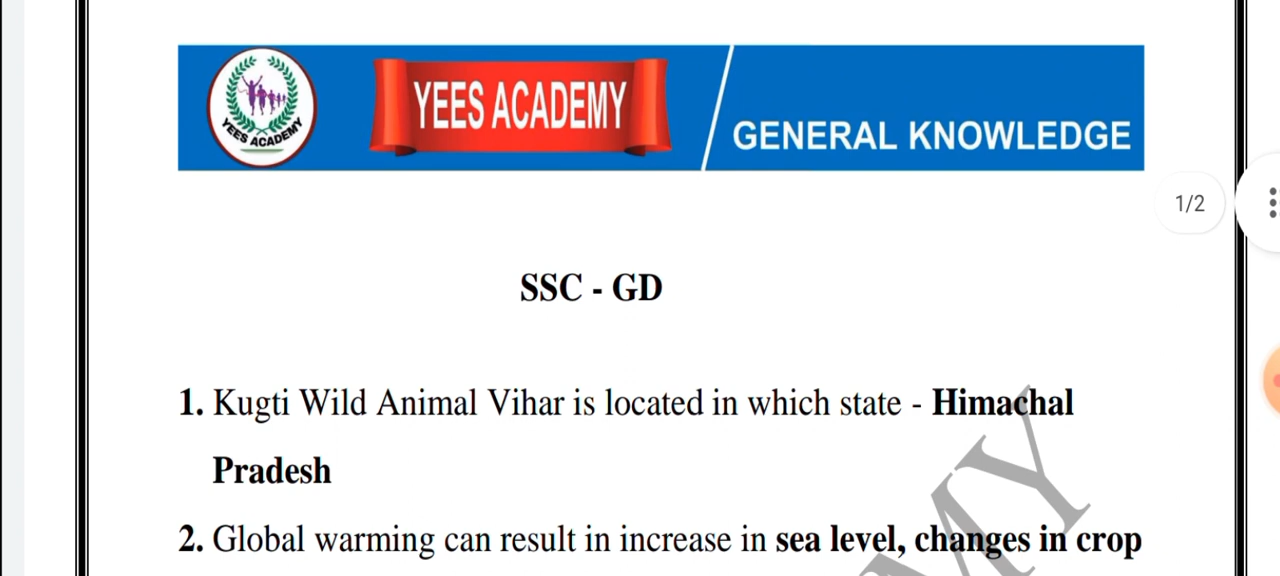 YEES ACADEMY
YEES ACADEMY
GENERAL KNOWLEDGE
1/2
SSC - GD
1. Kugti Wild Animal Vihar is located in which state - Himachal
Pradesh
2. Global warming can result in increase in sea level, changes in crop
MY